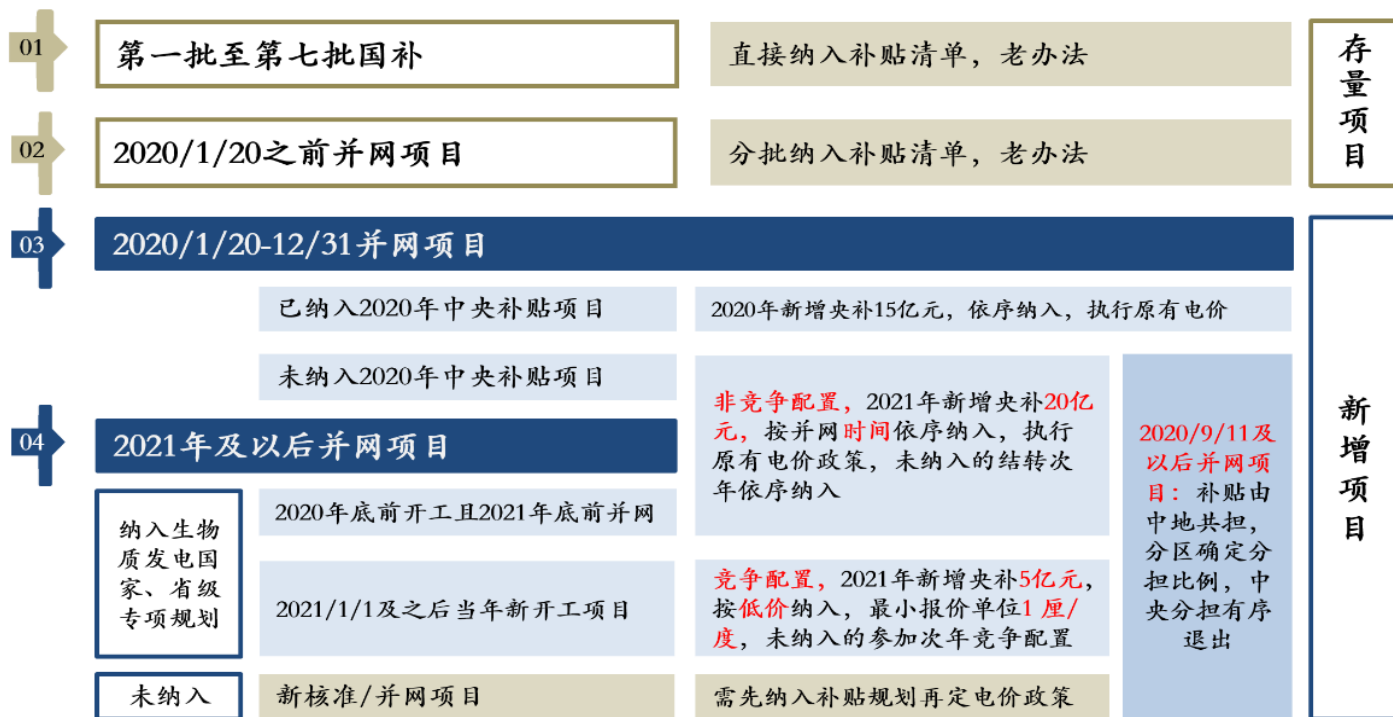 01
第一批至第七批国补
直接纳入补贴清单，老办法
02
2020/1/20之前并网项目
分批纳入补贴清单，老办法
存
量
项
目
03
2020/1/20-12/31并网项目
已纳入2020年中央补贴项目
2020年新增央补15亿元，依序纳入，执行原有电价
未纳入2020年中央补贴项目
非竞争配置，2021年新增央补20亿
元，按并网时间依序纳入，执行
原有电价政策，未纳入的结转次
年依序纳入
04
2021年及以后并网项目
纳入生物
质发电国
家、省级
专项规划
2020年底前开工且2021年底前并网
2021/1/1及之后当年新开工项目
竞争配置，2021年新增央补5亿元，
按低价纳入，最小报价单位1 厘/
度，未纳入的参加次年竞争配置
未纳入
新核准/并网项目
需先纳入补贴规划再定电价政策
2020/9/11及
以后并网项
目：补贴由
中地共担，
分区确定分
担比例，中
央分担有序
退出
新
增
项
目